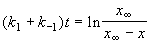 (k₁ + k₋₁)t = ln x∞ / (x∞ − x)